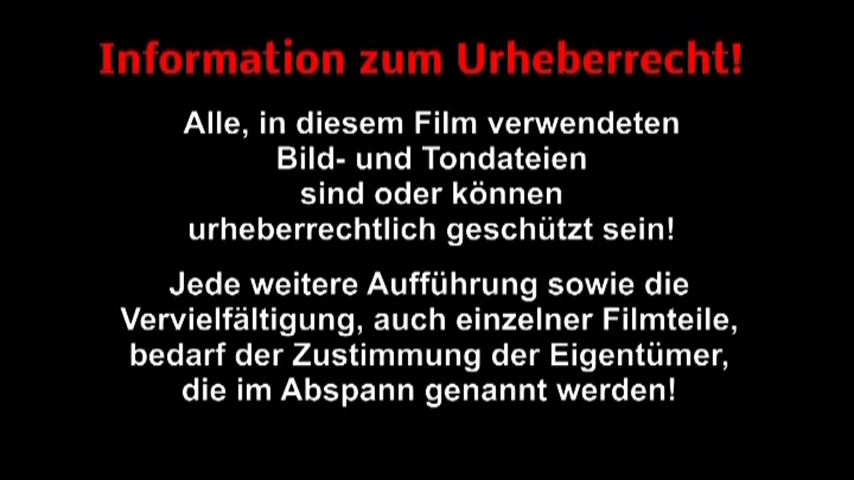 Information zum Urheberrecht!
Alle, in diesem Film verwendeten
Bild- und Tondateien
sind oder können
urheberrechtlich geschützt sein!
Jede weitere Aufführung sowie die
Vervielfältigung, auch einzelner Filmteile,
bedarf der Zustimmung der Eigentümer,
die im Abspann genannt werden!